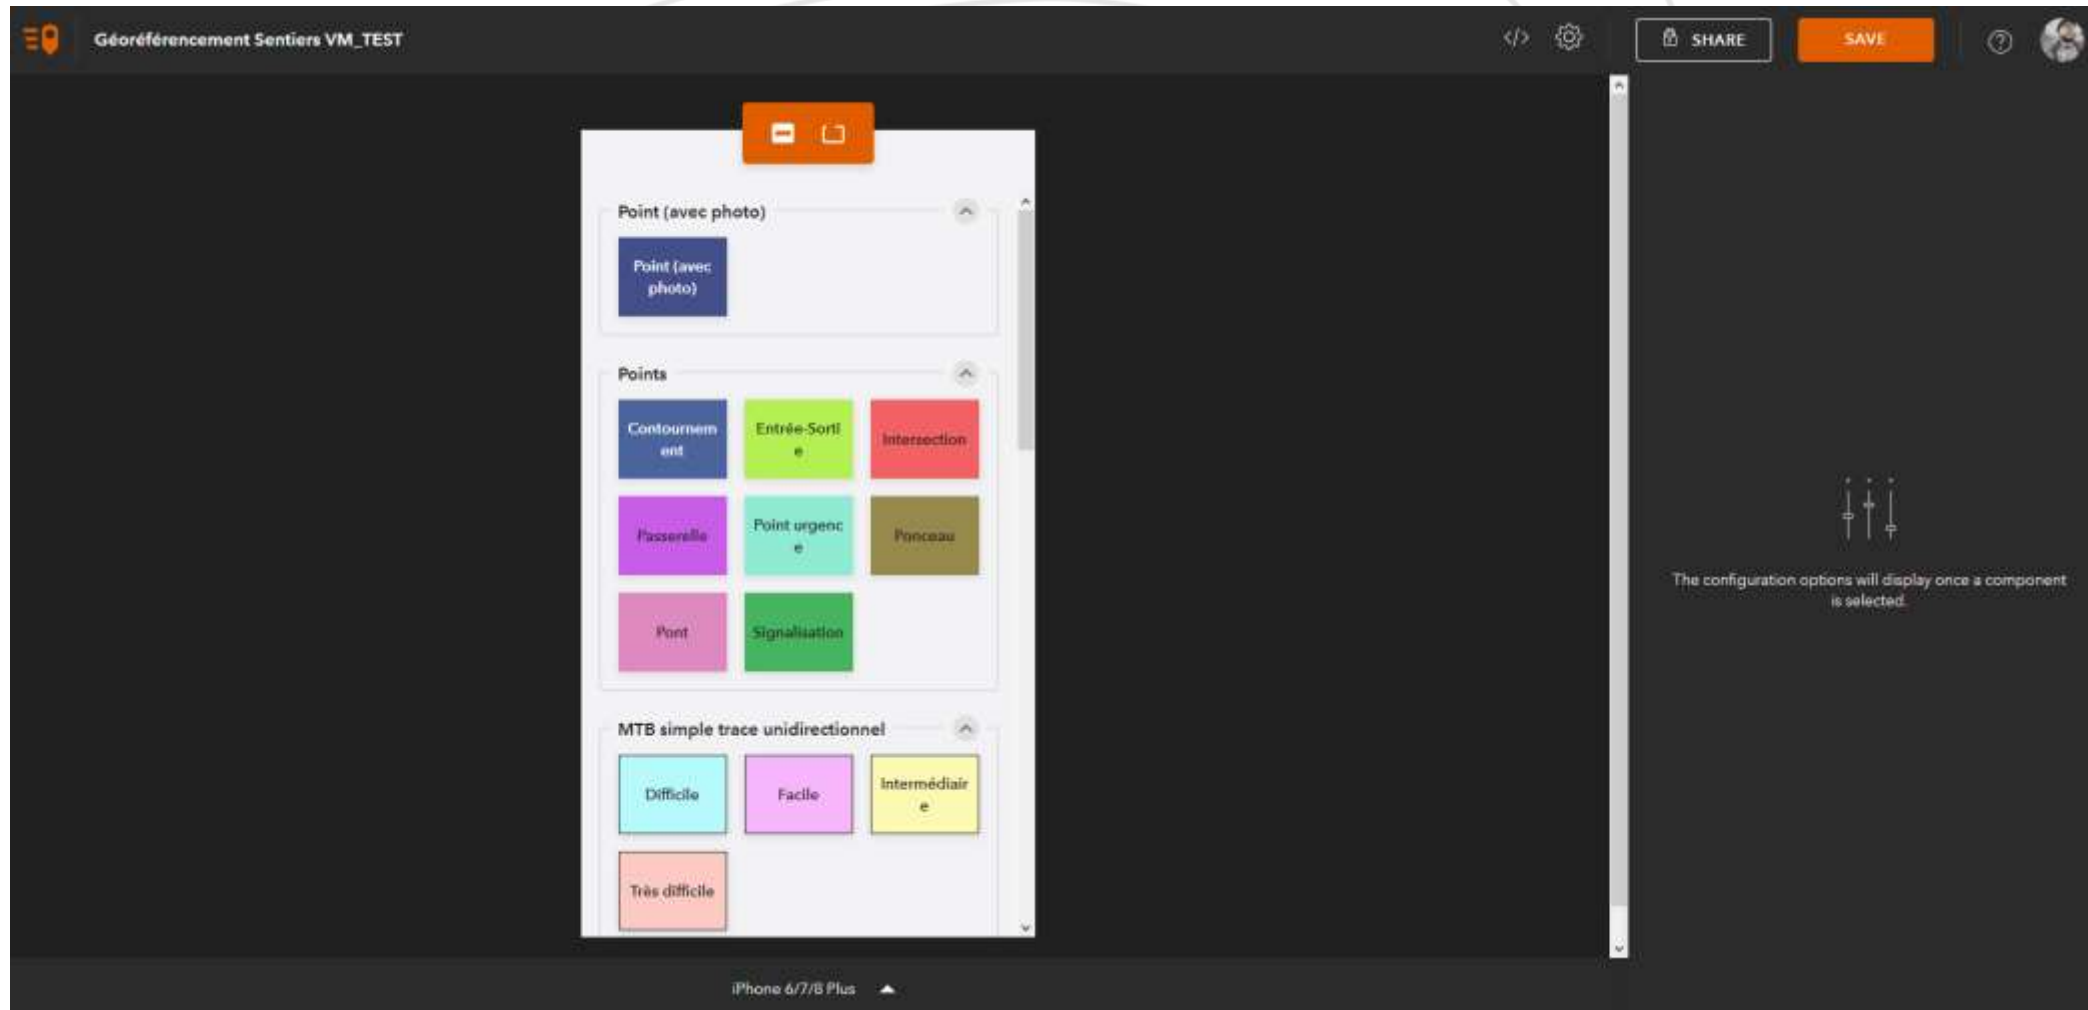 Géoréférencement Sentiers VM_TEST
</>
SHARE
SAVE
?
Point (avec photo)
Point (avec
photo)
Points
Contournem
ent
Entrée-Sorti
e
Intersection
Passerelle
Point urgenc
e
Ponceau
Pont
Signalisation
MTB simple trace unidirectionnel
Difficile
Facile
Intermédiair
e
Très difficile
The configuration options will display once a component
is selected.
iPhone 6/7/8 Plus